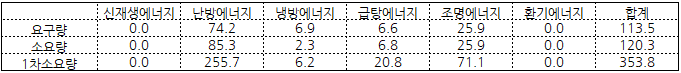 신재생에너지 난방에너지 냉방에너지 급탕에너지 조명에너지 환기에너지 합계
요구량 0.0 74.2 6.9 6.6 25.9 0.0 113.5
소요량 0.0 85.3 2.3 6.8 25.9 0.0 120.3
1차소요량 0.0 255.7 6.2 20.8 71.1 0.0 353.8